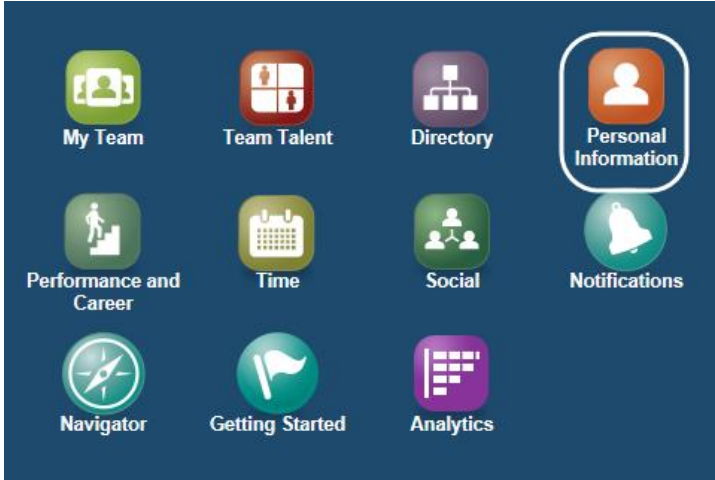 My Team
Team Talent
Directory
Personal
Information
Performance and
Career
Time
Social
Notifications
Navigator
Getting Started
Analytics